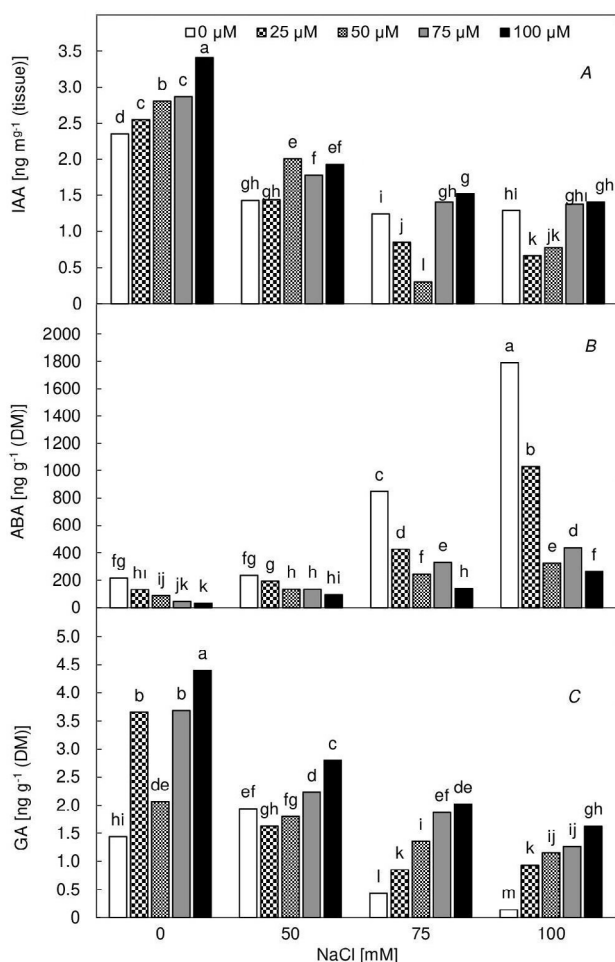 0 µM 25 µM 50 µM 75 µM 100 µM
A
IAA [ng mg-1 (tissue)]
3.5
3.0
2.5
2.0
1.5
1.0
0.5
0
d c b c a
gh gh e f ef
i j l gh g
hi k jk ghı gh
B
ABA [ng g-1 (DM)]
2000
1800
1600
1400
1200
1000
800
600
400
200
0
fg hı ij jk k
fg g h h hi
c d f e h
a b e d f
C
GA [ng g-1 (DM)]
5.0
4.5
4.0
3.5
3.0
2.5
2.0
1.5
1.0
0.5
0
hi b de b a
ef gh fg d c
l k i ef de
m k ij ij gh
0 50 75 100
NaCl [mM]